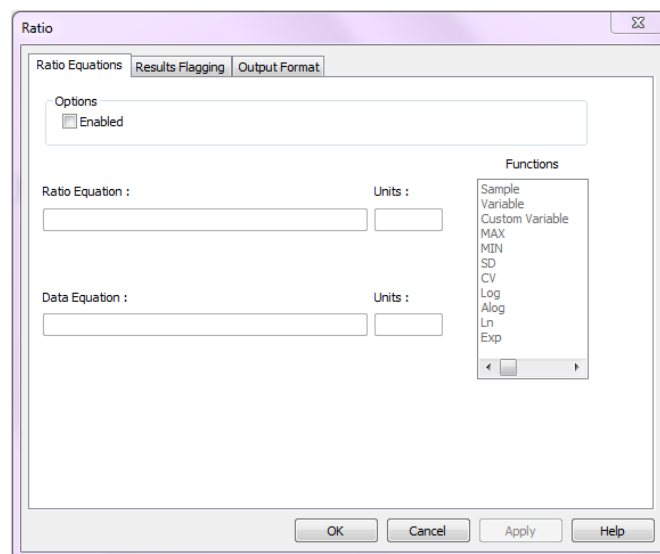 Ratio
Ratio Equations Results Flagging Output Format
Options
Enabled
Functions
Ratio Equation : Units :
Sample
Variable
Custom Variable
MAX
MIN
SD
CV
Log
Alog
Ln
Exp
Data Equation : Units :
OK Cancel Apply Help